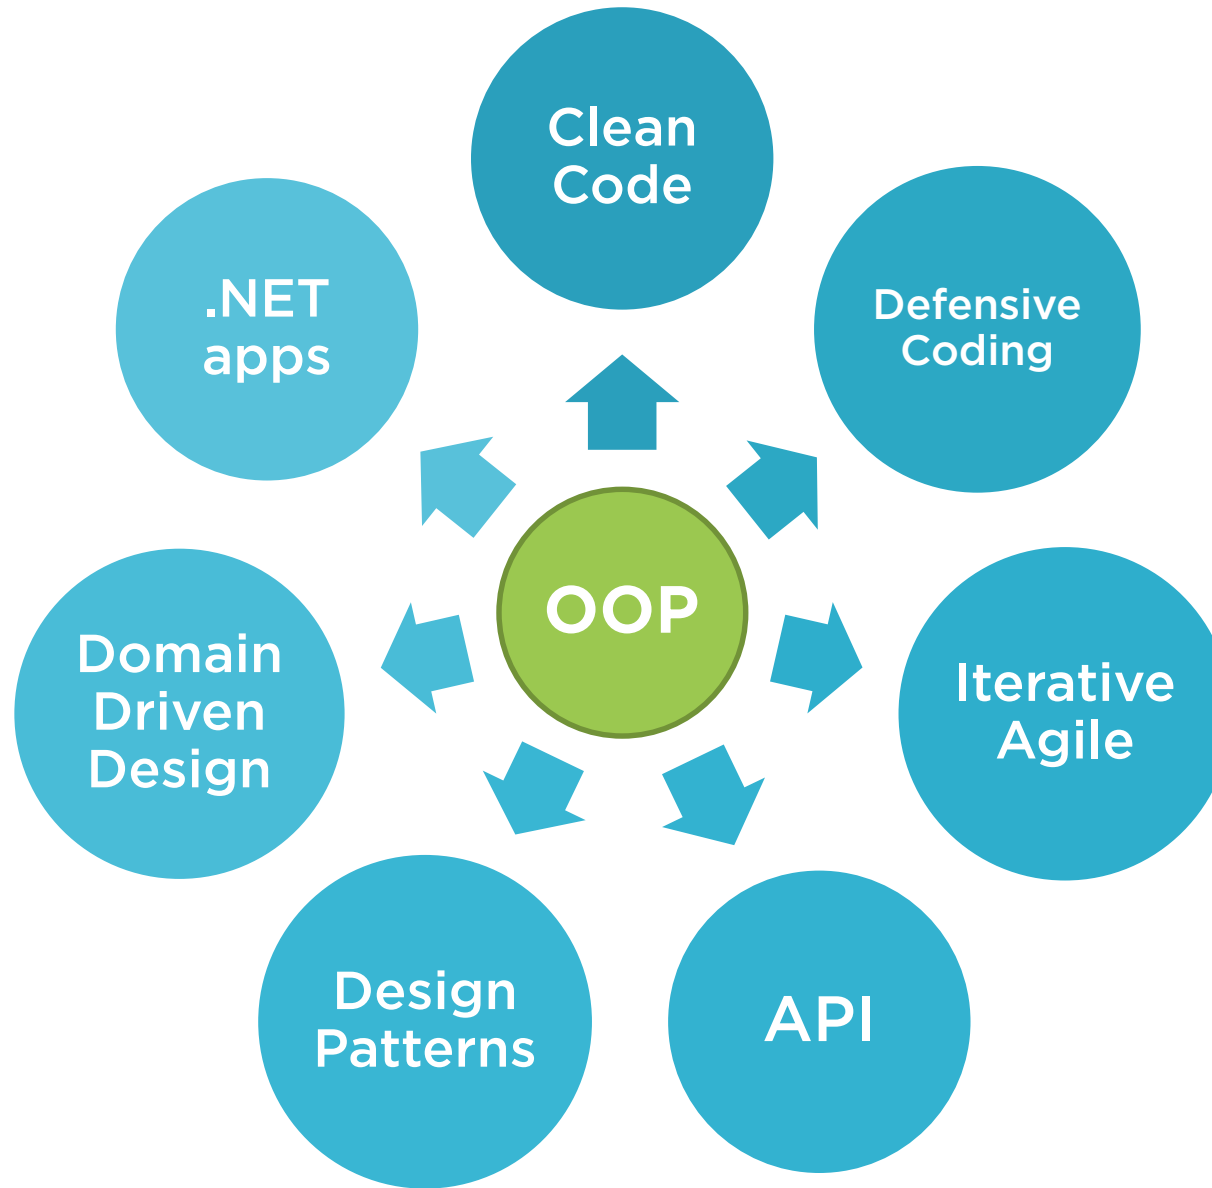 Clean
Code
Defensive
Coding
Iterative
Agile
API
Design
Patterns
Domain
Driven
Design
.NET
apps
OOP